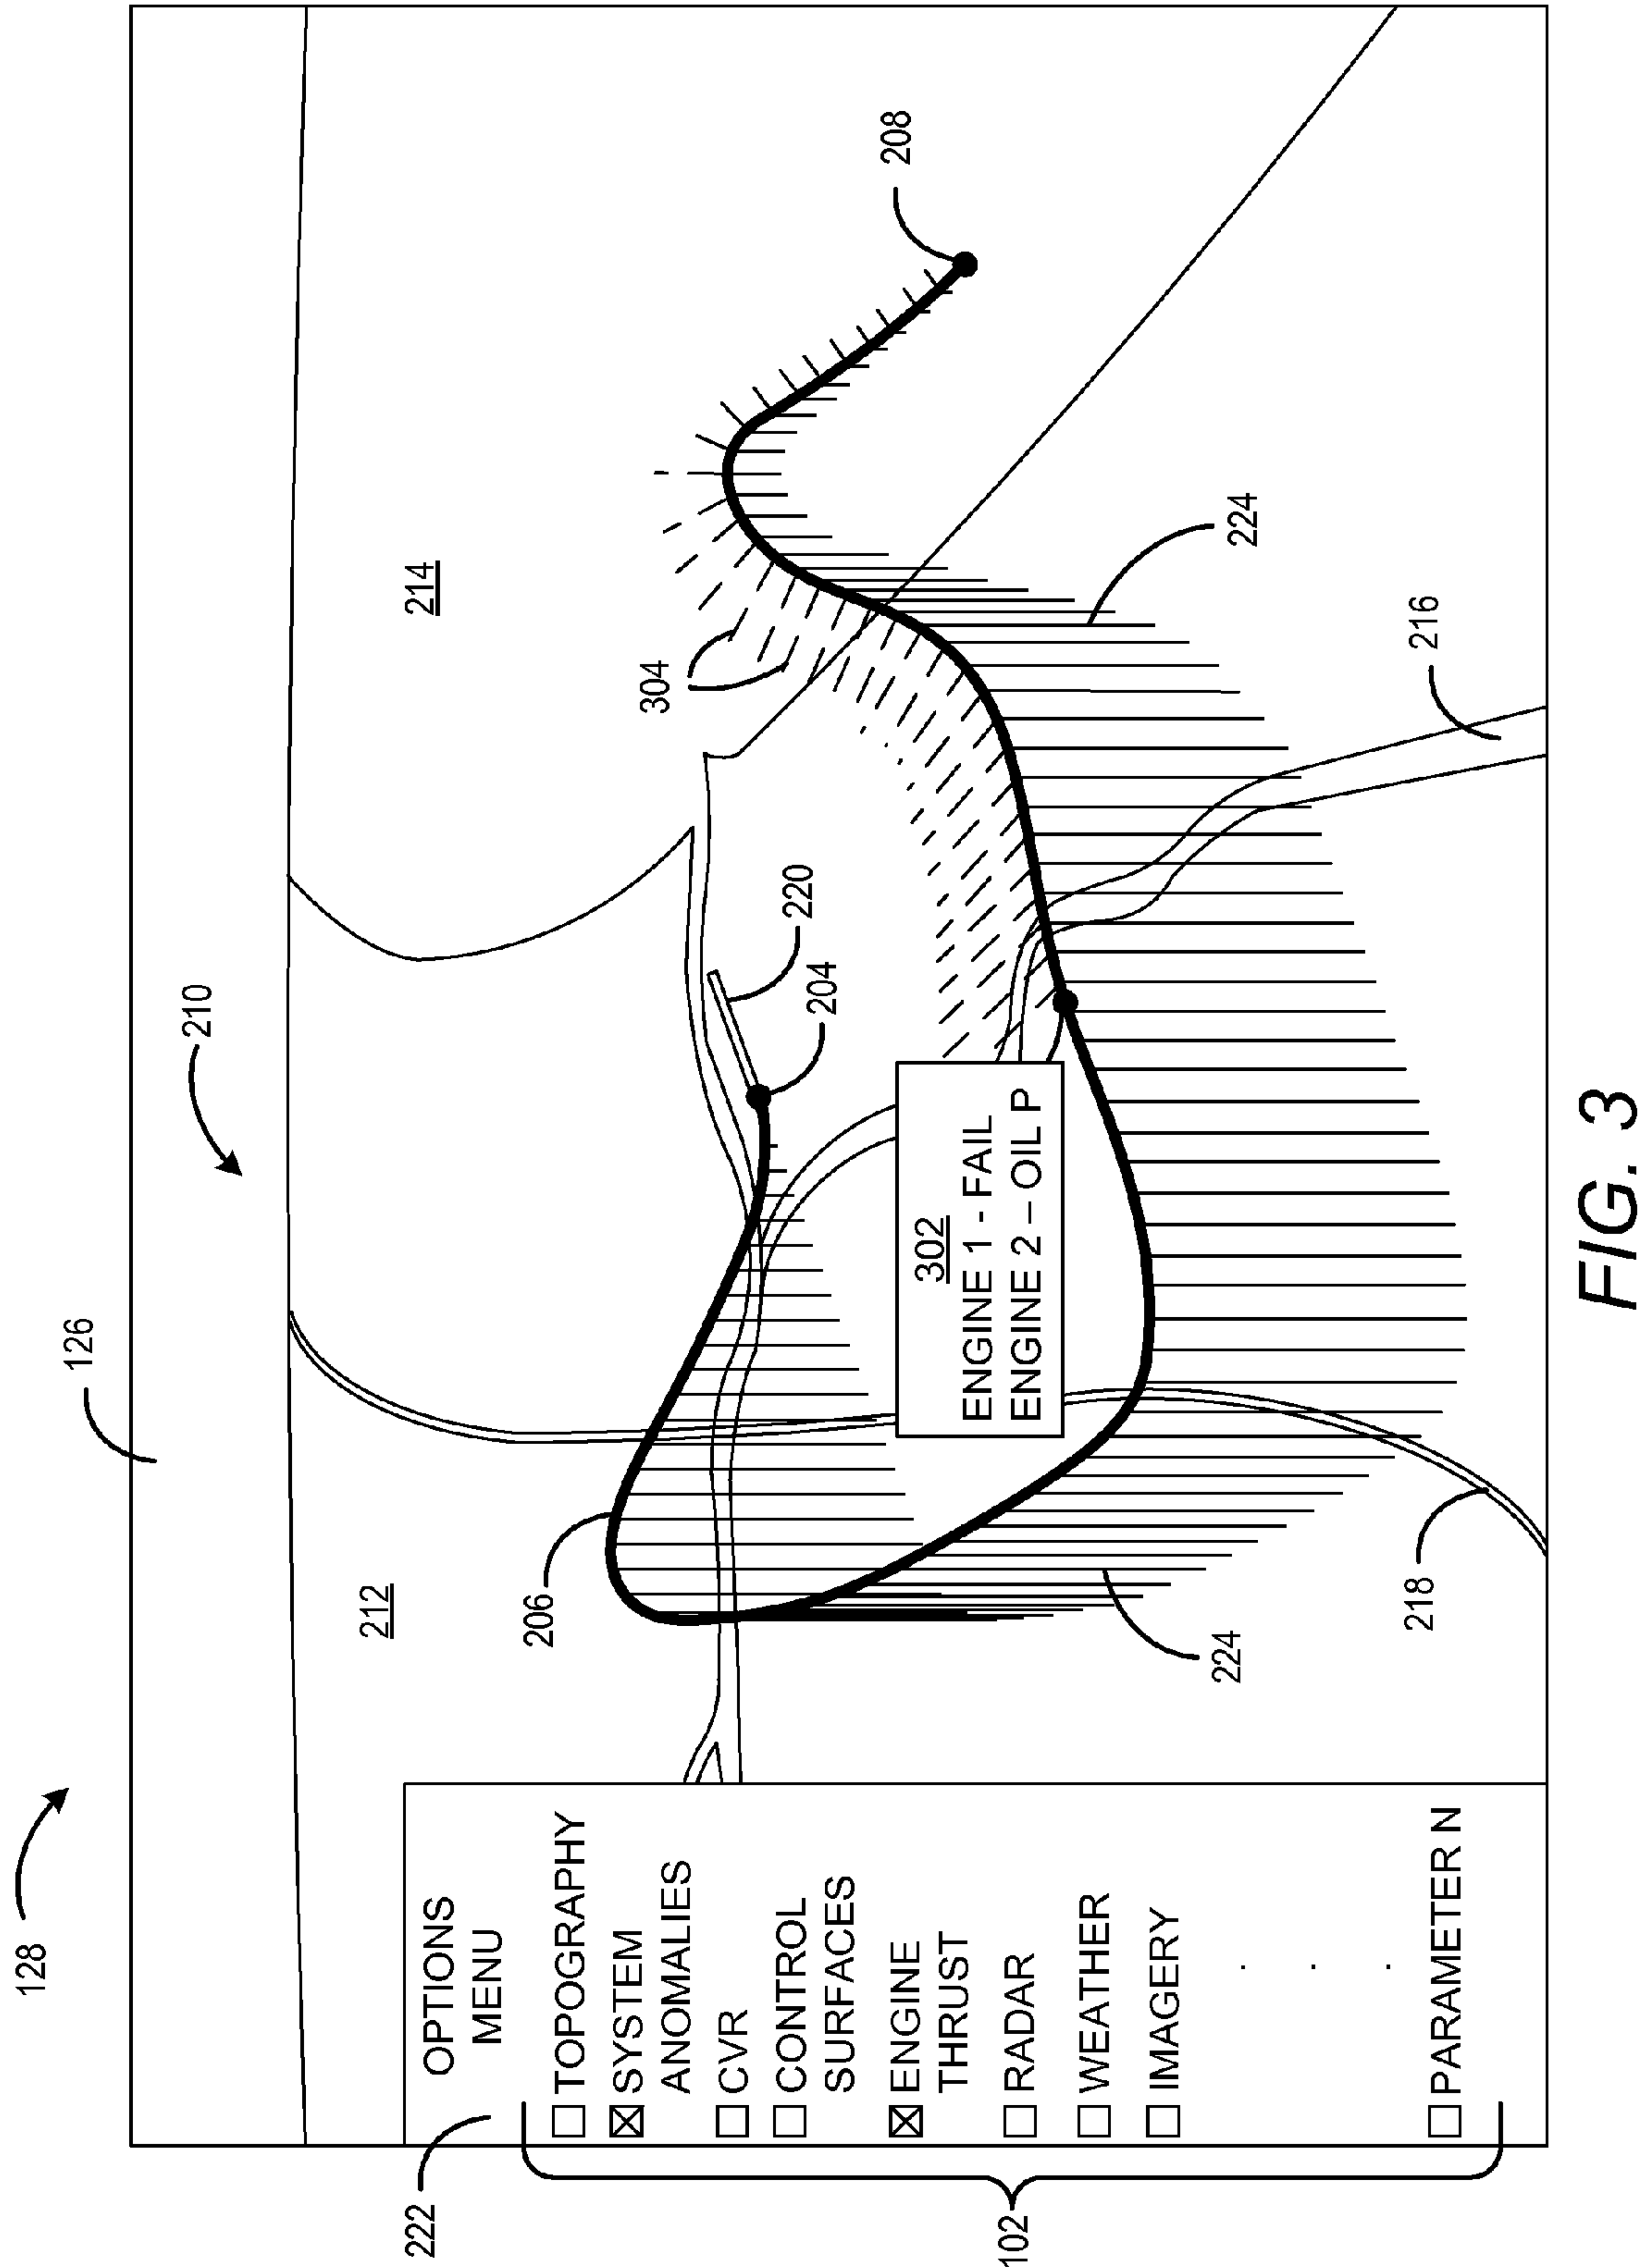 128
126
210
212
214
206
204
220
208
304
302
ENGINE 1 - FAIL
ENGINE 2 – OIL P
224
216
224
218
222
OPTIONS
MENU
TOPOGRAPHY
SYSTEM
ANOMALIES
CVR
CONTROL
SURFACES
ENGINE
THRUST
RADAR
WEATHER
IMAGERY
PARAMETER N
102
FIG. 3